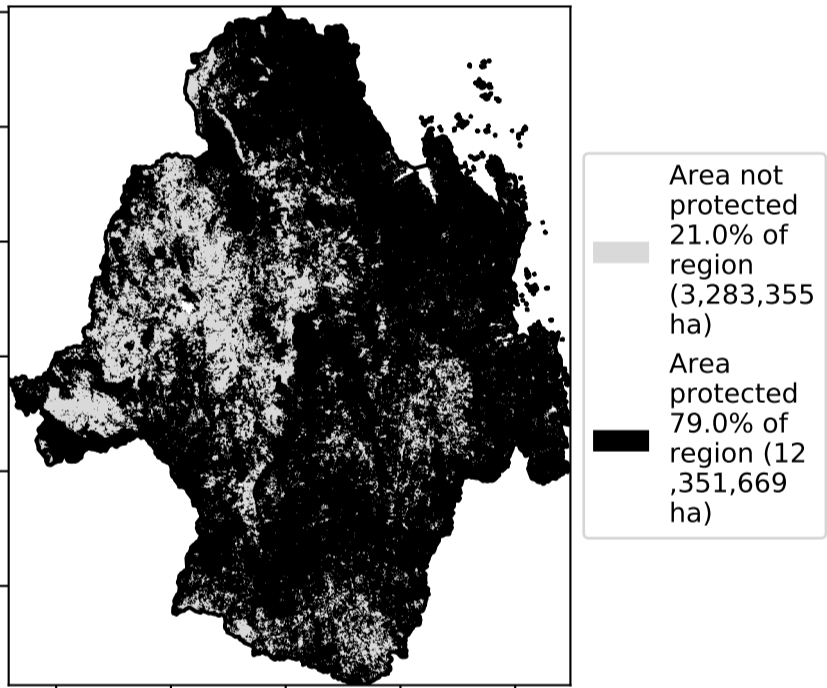 Area not
protected
21.0% of
region
(3,283,355
ha)
Area
protected
79.0% of
region (12
,351,669
ha)